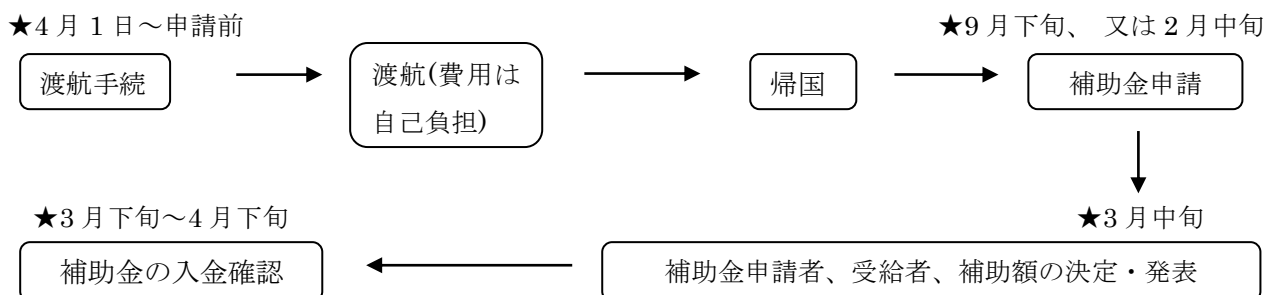 ★4月1日～申請前
★9月下旬、 又は2月中旬
渡航手続
渡航(費用は
自己負担)
帰国
補助金申請
★3月中旬
補助金申請者、受給者、補助額の決定・発表
★3月下旬～4月下旬
補助金の入金確認